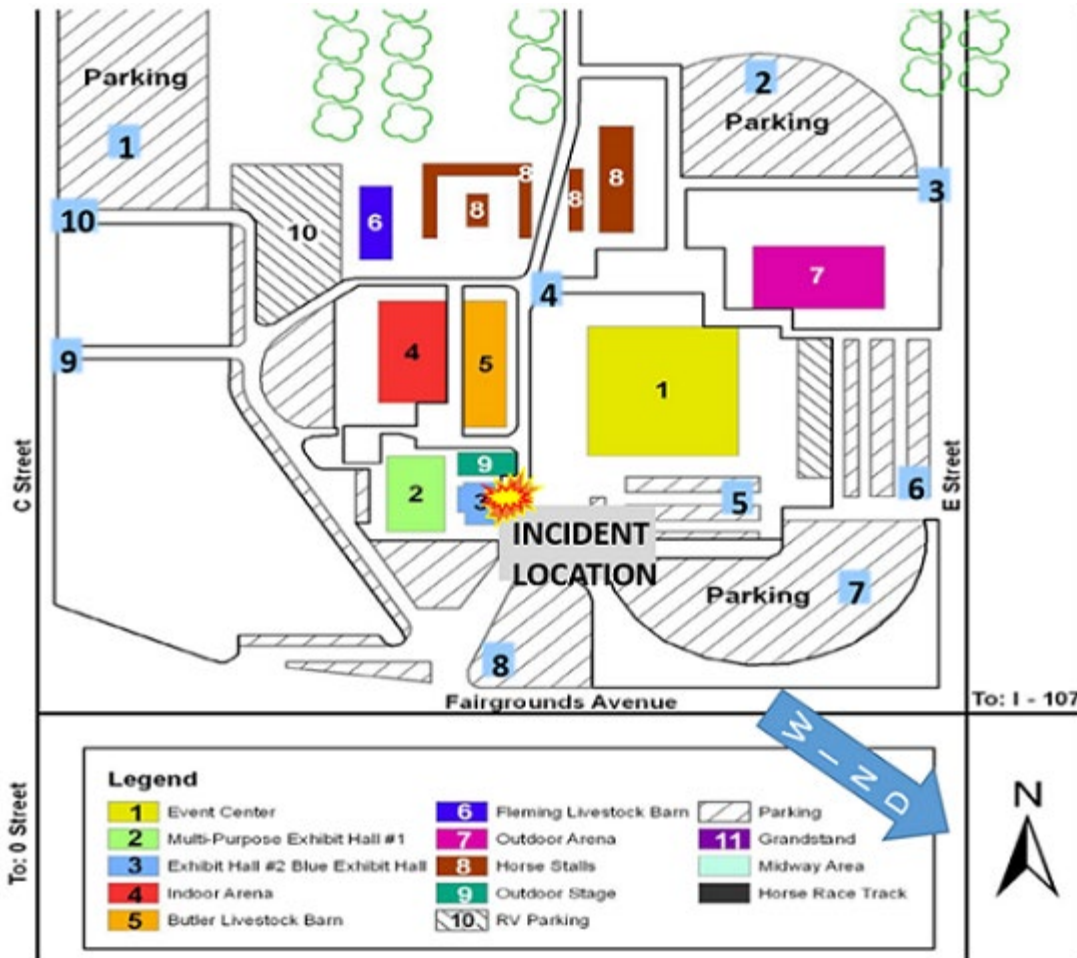 Parking
1
2
Parking
3
8
8
8
8
10
10
6
4
7
9
4
5
1
C Street
2
9
3
5
6
E Street
INCIDENT
LOCATION
Parking
7
8
Fairgrounds Avenue
To: I - 107
WIND
To: 0 Street
Legend
1 Event Center
2 Multi-Purpose Exhibit Hall #1
3 Exhibit Hall #2 Blue Exhibit Hall
4 Indoor Arena
5 Butler Livestock Barn
6 Fleming Livestock Barn
7 Outdoor Arena
8 Horse Stalls
9 Outdoor Stage
10 RV Parking
Parking
11 Grandstand
Midway Area
Horse Race Track
N